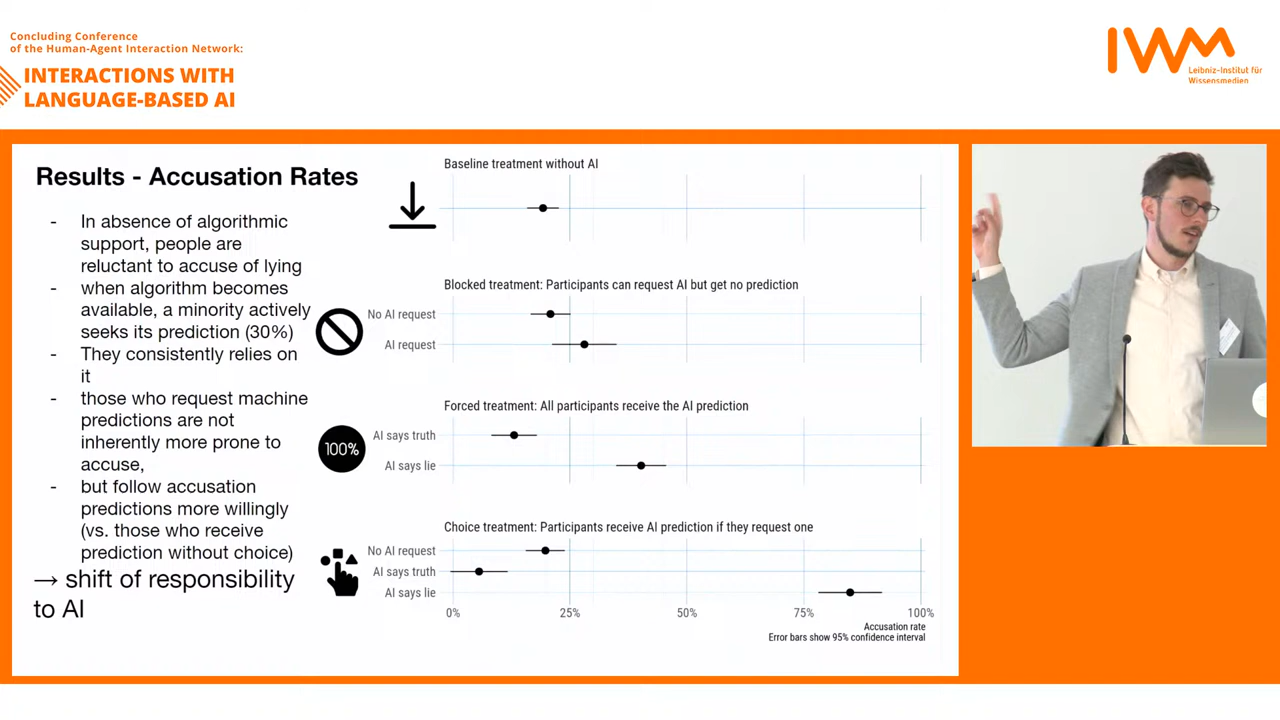 Concluding Conference
of the Human-Agent Interaction Network:
INTERACTIONS WITH
LANGUAGE-BASED AI
IWM
Leibniz-Institut für
Wissensmedien
Results - Accusation Rates
- In absence of algorithmic
support, people are
reluctant to accuse of lying
- when algorithm becomes
available, a minority actively
seeks its prediction (30%)
- They consistently relies on
it
- those who request machine
predictions are not
inherently more prone to
accuse,
- but follow accusation
predictions more willingly
(vs. those who receive
prediction without choice)
→ shift of responsibility
to AI
Baseline treatment without AI
Blocked treatment: Participants can request AI but get no prediction
No AI request
AI request
Forced treatment: All participants receive the AI prediction
100%
AI says truth
AI says lie
Choice treatment: Participants receive AI prediction if they request one
No AI request
AI says truth
AI says lie
0% 25% 50% 75% 100%
Accusation rate
Error bars show 95% confidence interval